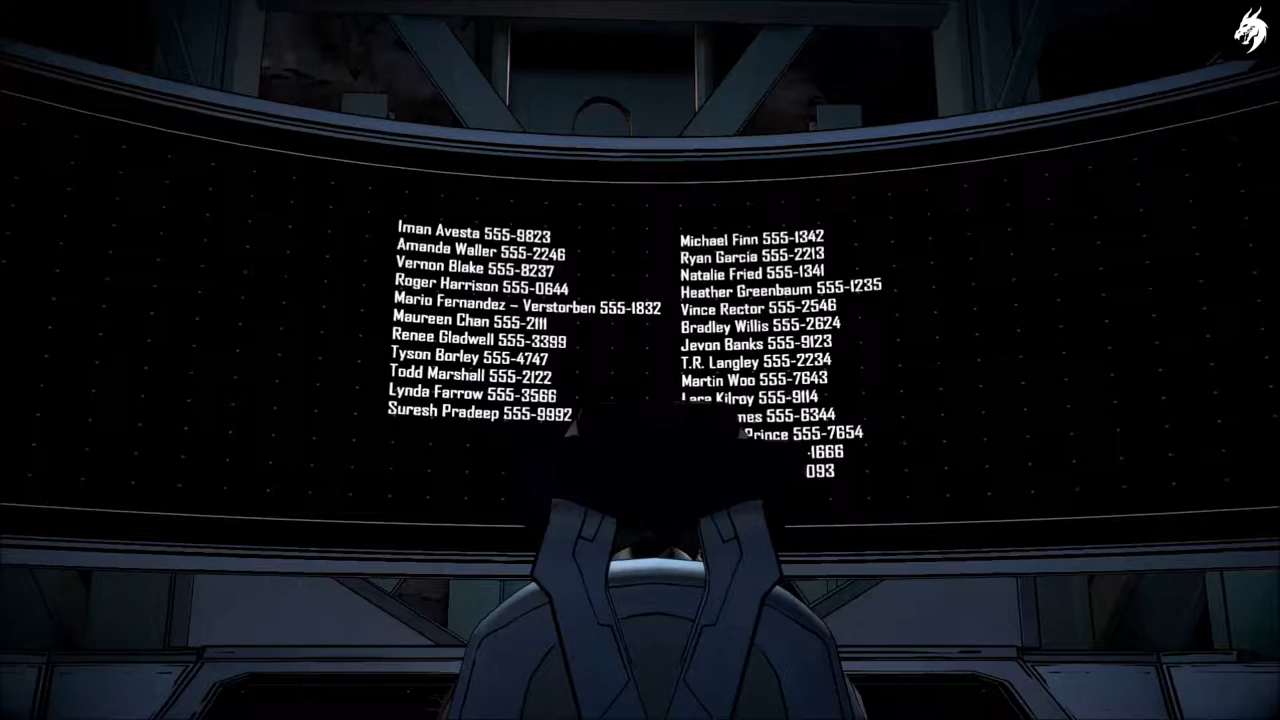 Iman Avesta 555-9823
Amanda Waller 555-2246
Vernon Blake 555-8237
Roger Harrison 555-0644
Mario Fernandez – Verstorben 555-1832
Maureen Chan 555-2111
Renee Gladwell 555-3399
Tyson Borley 555-4747
Todd Marshall 555-2122
Lynda Farrow 555-3566
Suresh Pradeep 555-9992
Michael Finn 555-1342
Ryan Garcia 555-2213
Natalie Fried 555-1341
Heather Greenbaum 555-1235
Vince Rector 555-2546
Bradley Willis 555-2624
Jevon Banks 555-9123
T.R. Langley 555-2234
Martin Woo 555-7643
Lara Kilroy 555-9114
nes 555-6344
Prince 555-7654
-1666
093